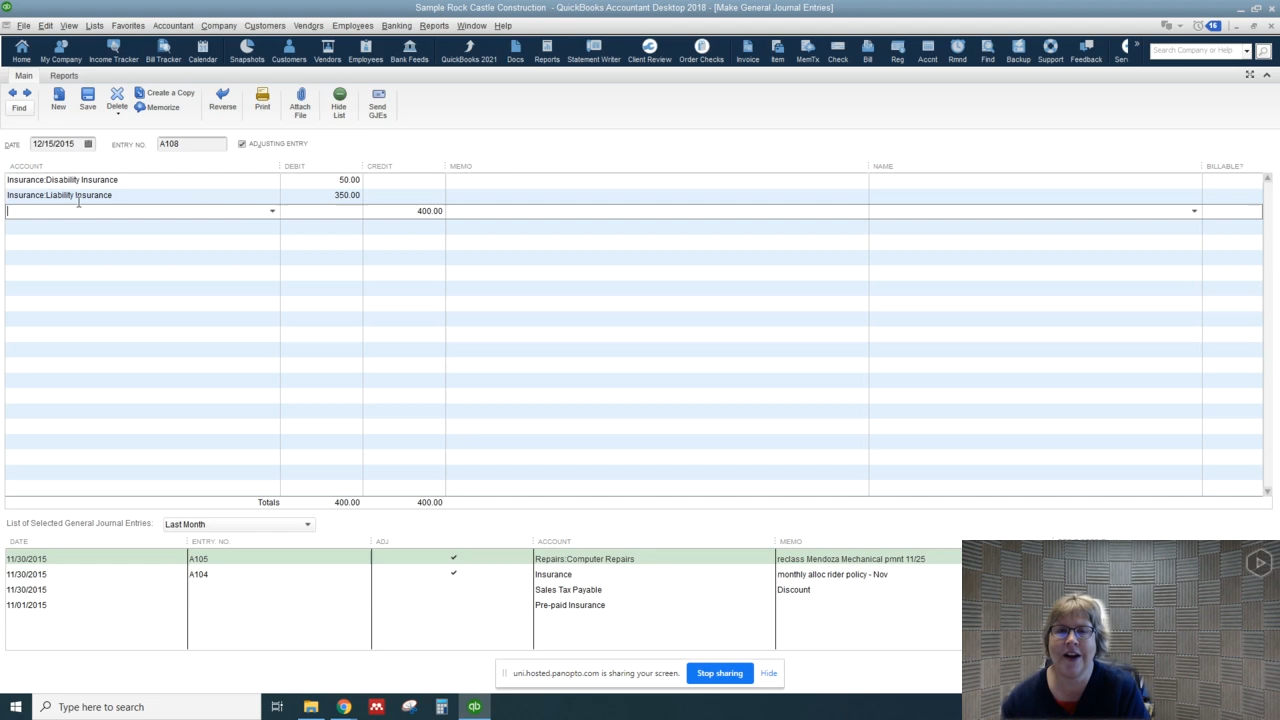 Sample Rock Castle Construction - QuickBooks Accountant Desktop 2018 - [Make General Journal Entries]
File Edit View Lists Favorites Accountant Company Customers Vendors Employees Banking Reports Window Help 16
Home My Company Income Tracker Bill Tracker Calendar Snapshots Customers Vendors Employees Bank Feeds QuickBooks 2021 Docs Reports Statement Writer Client Review Order Checks Invoice Item MemTx Check Bill Reg Accnt Rmnd Find Backup Support Feedback Serv Search Company or Help
Main Reports
Find New Save Delete Create a Copy Memorize Reverse Print Attach File Hide List Send GJEs
DATE 12/15/2015 ENTRY NO. A108 ADJUSTING ENTRY
ACCOUNT DEBIT CREDIT MEMO NAME BILLABLE?
Insurance:Disability Insurance 50.00
Insurance:Liability Insurance 350.00
400.00
Totals 400.00 400.00
List of Selected General Journal Entries: Last Month
DATE ENTRY. NO. ADJ ACCOUNT MEMO
11/30/2015 A105 Repairs:Computer Repairs reclass Mendoza Mechanical pmnt 11/25
11/30/2015 A104 Insurance monthly alloc rider policy - Nov
11/30/2015 Sales Tax Payable Discount
11/01/2015 Pre-paid Insurance
uni.hosted.panopto.com is sharing your screen. Stop sharing Hide
Type here to search